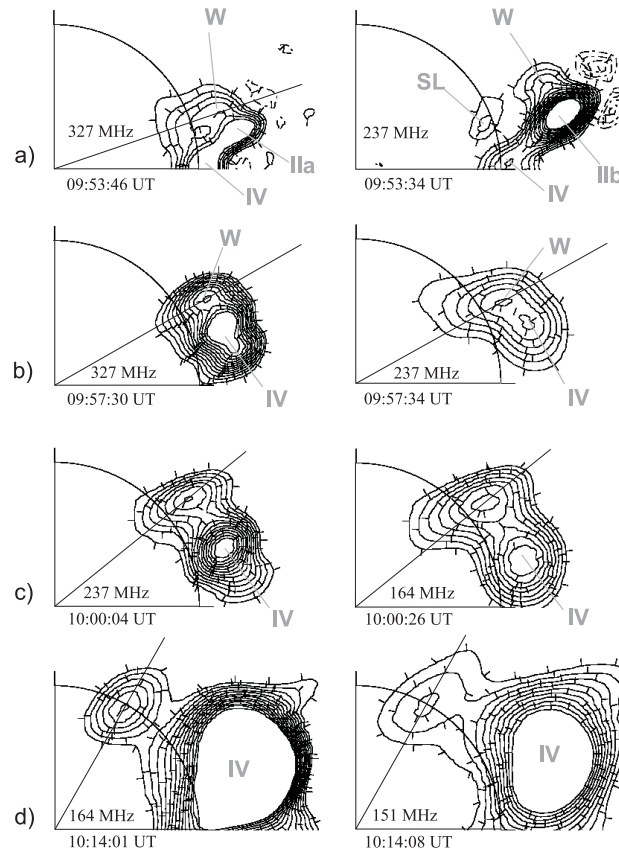 W
327 MHz
IIa
IV
a)
09:53:46 UT
W
SL
237 MHz
IIb
IV
09:53:34 UT
W
327 MHz
IV
b)
09:57:30 UT
W
237 MHz
IV
09:57:34 UT
237 MHz
IV
c)
10:00:04 UT
164 MHz
IV
10:00:26 UT
IV
164 MHz
d)
10:14:01 UT
IV
151 MHz
10:14:08 UT